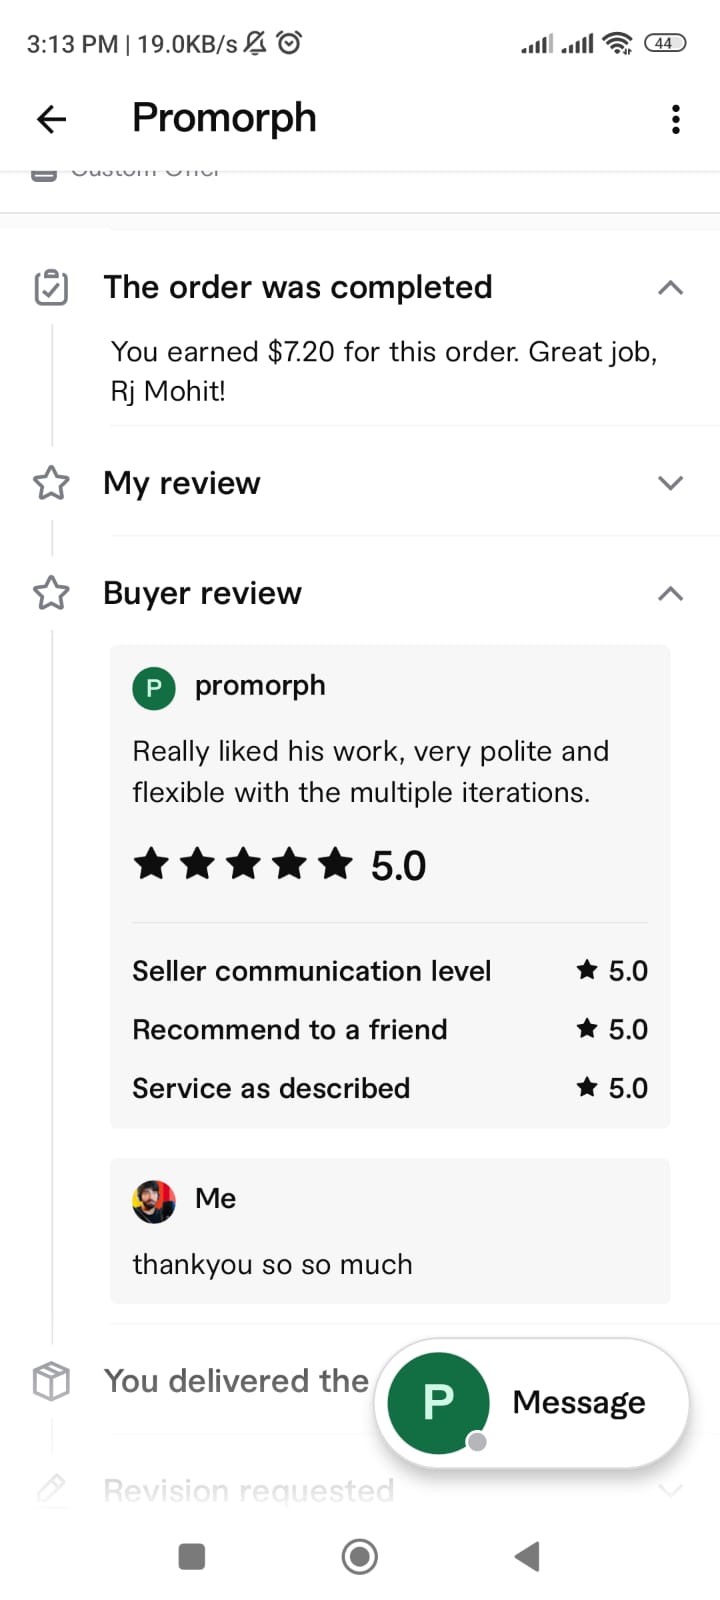 3:13 PM | 19.0KB/s
44
Promorph
Custom Offer
The order was completed
You earned $7.20 for this order. Great job,
Rj Mohit!
My review
Buyer review
P promorph
Really liked his work, very polite and
flexible with the multiple iterations.
5.0
Seller communication level 5.0
Recommend to a friend 5.0
Service as described 5.0
Me
thankyou so so much
You delivered the
P Message
Revision requested